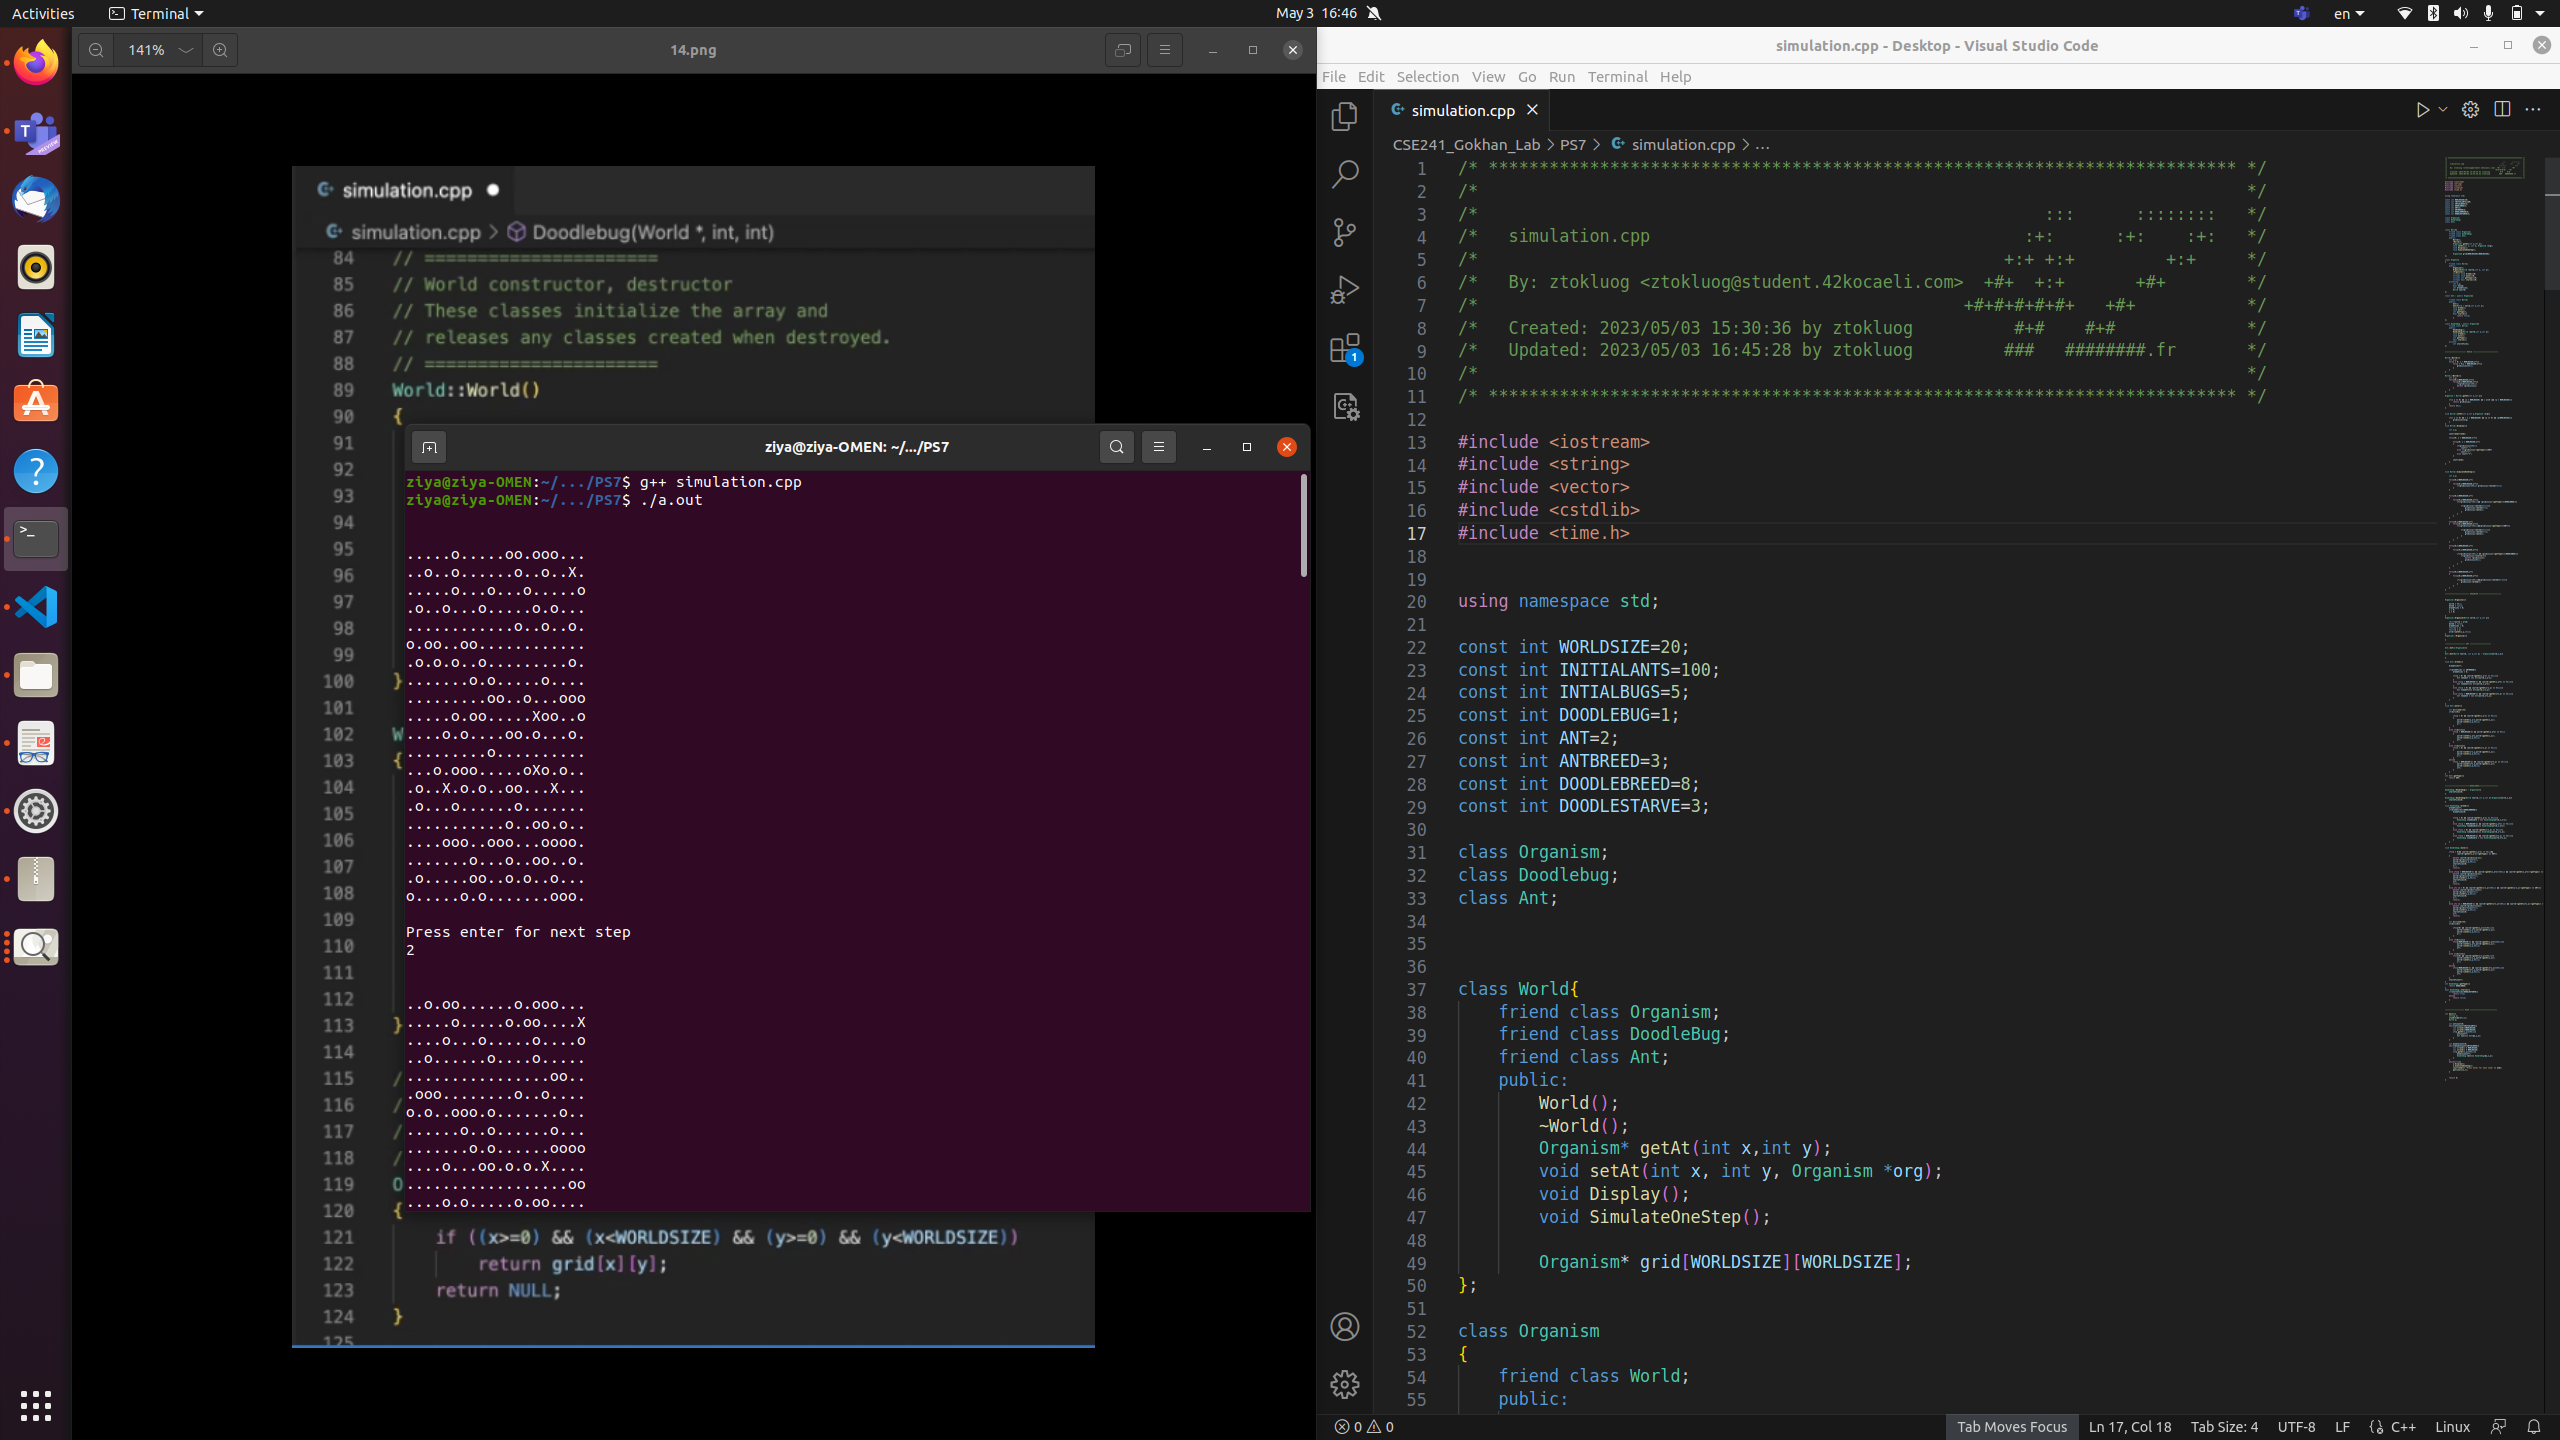 Activities
Terminal
May 3 16:46
en
141%
14.png
simulation.cpp
simulation.cpp > Doodlebug(World *, int, int)
84 // ======================
85 // World constructor, destructor
86 // These classes initialize the array and
87 // releases any classes created when destroyed.
88 // ======================
89 World::World()
90 {
91
92
93
94
95
96
97
98
99
100 }
101
102 W
103 {
104
105
106
107
108
109
110
111
112
113 }
114
115 /
116 /
117 /
118 /
119 O
120 {
121 if ((x>=0) && (x<WORLDSIZE) && (y>=0) && (y<WORLDSIZE))
122 return grid[x][y];
123 return NULL;
124 }
125
ziya@ziya-OMEN: ~/.../PS7
ziya@ziya-OMEN:~/.../PS7$ g++ simulation.cpp
ziya@ziya-OMEN:~/.../PS7$ ./a.out
.....o.....oo.ooo...
..o..o......o..o..X.
.....o...o...o.....o
.o..o...o.....o.o...
............o..o..o.
o.oo..oo............
.o.o.o..o.........o.
.......o.o.....o....
.........oo..o...ooo
.....o.oo.....Xoo..o
....o.o....oo.o...o.
.........o..........
...o.ooo.....oXo.o..
.o..X.o.o..oo...X...
.o...o......o.......
...........o..oo.o..
....ooo..ooo...oooo.
.......o...o..oo..o.
.o.....oo..o.o..o...
o.....o.o.......ooo.
Press enter for next step
2
..o.oo......o.ooo...
.....o.....o.oo....X
....o...o.....o....o
..o......o....o.....
................oo..
.ooo........o..o....
o.o..ooo.o.......o..
......o..o......o...
.......o.o......oooo
....o...oo.o.o.X....
..................oo
....o.o.....o.oo....
simulation.cpp - Desktop - Visual Studio Code
File Edit Selection View Go Run Terminal Help
simulation.cpp
CSE241_Gokhan_Lab > PS7 > simulation.cpp > ...
1 /* ************************************************************************** */
2 /*                                                                            */
3 /*                                                        :::      ::::::::   */
4 /*   simulation.cpp                                     :+:      :+:    :+:   */
5 /*                                                    +:+ +:+         +:+     */
6 /*   By: ztokluog <ztokluog@student.42kocaeli.com>  +#+  +:+       +#+        */
7 /*                                                +#+#+#+#+#+   +#+           */
8 /*   Created: 2023/05/03 15:30:36 by ztokluog          #+#    #+#             */
9 /*   Updated: 2023/05/03 16:45:28 by ztokluog         ###   ########.fr       */
10 /*                                                                            */
11 /* ************************************************************************** */
12
13 #include <iostream>
14 #include <string>
15 #include <vector>
16 #include <cstdlib>
17 #include <time.h>
18
19
20 using namespace std;
21
22 const int WORLDSIZE=20;
23 const int INITIALANTS=100;
24 const int INTIALBUGS=5;
25 const int DOODLEBUG=1;
26 const int ANT=2;
27 const int ANTBREED=3;
28 const int DOODLEBREED=8;
29 const int DOODLESTARVE=3;
30
31 class Organism;
32 class Doodlebug;
33 class Ant;
34
35
36
37 class World{
38 friend class Organism;
39 friend class DoodleBug;
40 friend class Ant;
41 public:
42 World();
43 ~World();
44 Organism* getAt(int x,int y);
45 void setAt(int x, int y, Organism *org);
46 void Display();
47 void SimulateOneStep();
48
49 Organism* grid[WORLDSIZE][WORLDSIZE];
50 };
51
52 class Organism
53 {
54 friend class World;
55 public:
0 0 Tab Moves Focus Ln 17, Col 18 Tab Size: 4 UTF-8 LF C++ Linux